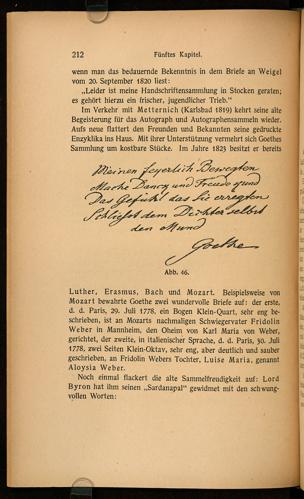 212 Fünftes Kapitel.
wenn man das bedauernde Bekenntnis in dem Briefe an Weigel
vom 20. September 1820 liest:
„Leider ist meine Handschriftensammlung in Stocken geraten;
es gehört hierzu ein frischer, jugendlicher Trieb.“
Im Verkehr mit Metternich (Karlsbad 1819) kehrt seine alte
Begeisterung für das Autograph und Autographensammeln wieder.
Aufs neue flattert den Freunden und Bekannten seine gedruckte
Enzyklika ins Haus. Mit ihrer Unterstützung vermehrt sich Goethes
Sammlung um kostbare Stücke. Im Jahre 1825 besitzt er bereits
Meinen feyerlich Bewegten
Mache Danck und Freude kund
Das Gefühl das Sie erregten
Schliesst dem Dichter selbst
den Mund
Goethe
Abb. 46.
Luther, Erasmus, Bach und Mozart. Beispielsweise von
Mozart bewahrte Goethe zwei wundervolle Briefe auf: der erste,
d. d. Paris, 29. Juli 1778, ein Bogen Klein-Quart, sehr eng be-
schrieben, ist an Mozarts nachmaligen Schwiegervater Fridolin
Weber in Mannheim, den Oheim von Karl Maria von Weber,
gerichtet, der zweite, in italienischer Sprache, d. d. Paris, 30. Juli
1778, zwei Seiten Klein-Oktav, sehr eng, aber deutlich und sauber
geschrieben, an Fridolin Webers Tochter, Luise Maria, genannt
Aloysia Weber.
Noch einmal flackert die alte Sammelfreudigkeit auf: Lord
Byron hat ihm seinen „Sardanapal“ gewidmet mit den schwung-
vollen Worten: